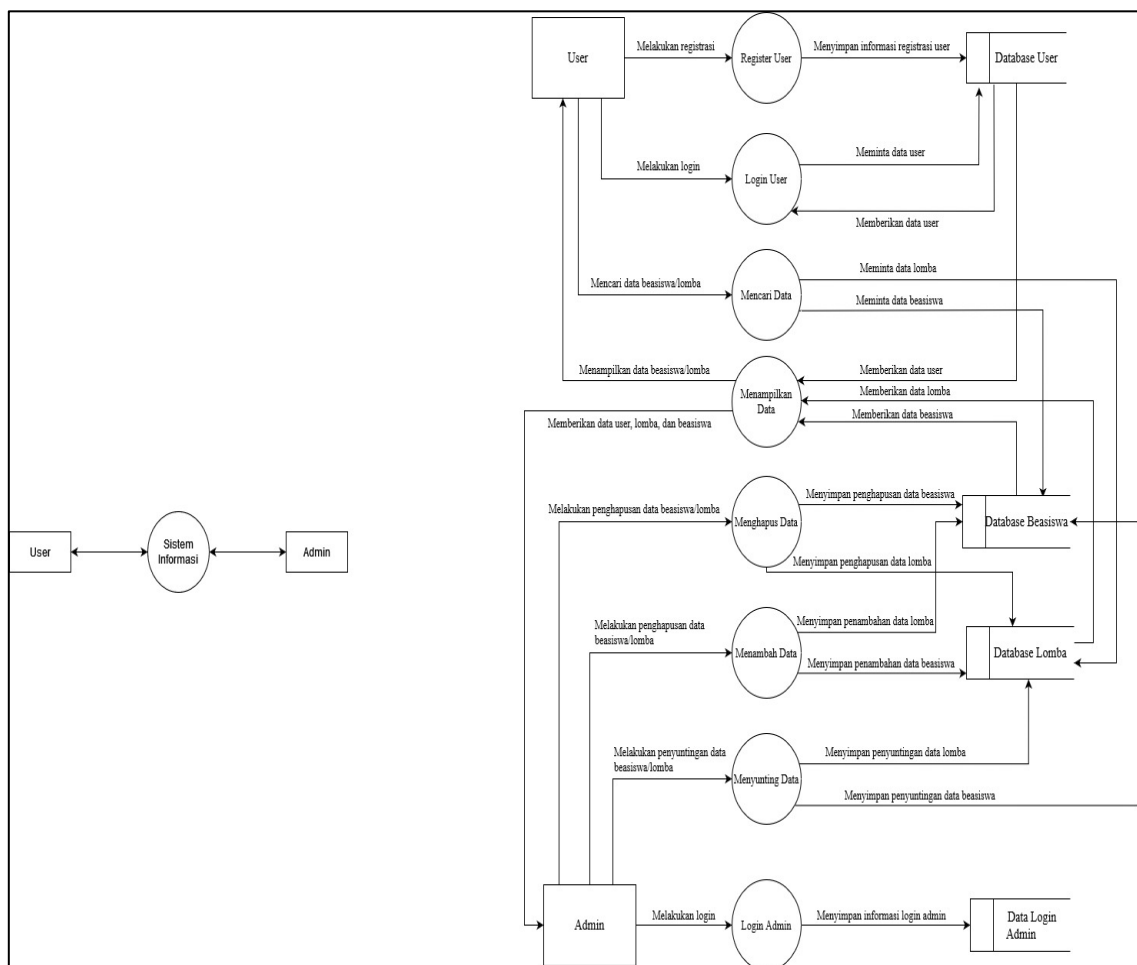 User
Melakukan registrasi
Register User
Menyimpan informasi registrasi user
Database User
Melakukan login
Login User
Meminta data user
Memberikan data user
Mencari data beasiswa/lomba
Mencari Data
Meminta data lomba
Meminta data beasiswa
Menampilkan data beasiswa/lomba
Menampilkan
Data
Memberikan data user
Memberikan data lomba
Memberikan data user, lomba, dan beasiswa
Memberikan data beasiswa
Melakukan penghapusan data beasiswa/lomba
Menghapus Data
Menyimpan penghapusan data beasiswa
Database Beasiswa
Menyimpan penghapusan data lomba
User
Sistem
Informasi
Admin
Melakukan penghapusan data
beasiswa/lomba
Menambah Data
Menyimpan penambahan data lomba
Menyimpan penambahan data beasiswa
Database Lomba
Melakukan penyuntingan data
beasiswa/lomba
Menyunting Data
Menyimpan penyuntingan data lomba
Menyimpan penyuntingan data beasiswa
Admin
Melakukan login
Login Admin
Menyimpan informasi login admin
Data Login
Admin